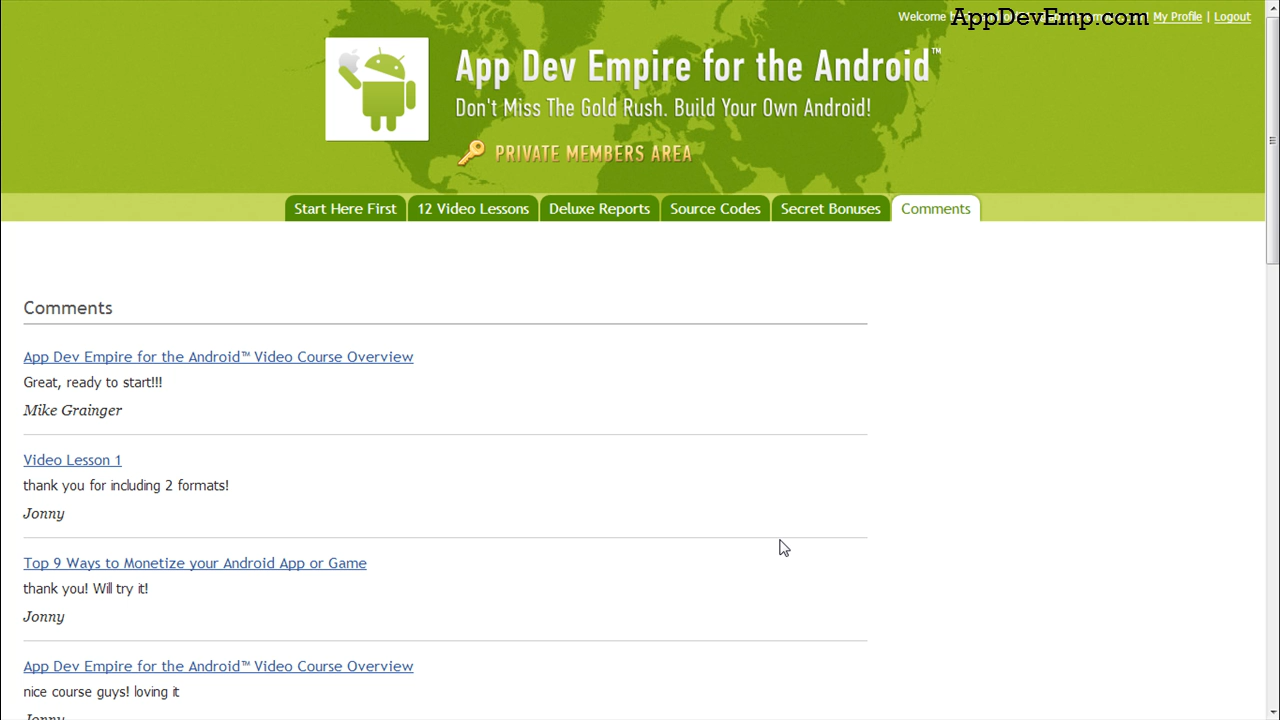 Welcome
AppDevEmp.com
My Profile | Logout
App Dev Empire for the Android™
Don't Miss The Gold Rush. Build Your Own Android!
PRIVATE MEMBERS AREA
Start Here First
12 Video Lessons
Deluxe Reports
Source Codes
Secret Bonuses
Comments
Comments
App Dev Empire for the Android™ Video Course Overview
Great, ready to start!!!
Mike Grainger
Video Lesson 1
thank you for including 2 formats!
Jonny
Top 9 Ways to Monetize your Android App or Game
thank you! Will try it!
Jonny
App Dev Empire for the Android™ Video Course Overview
nice course guys! loving it
Jonny